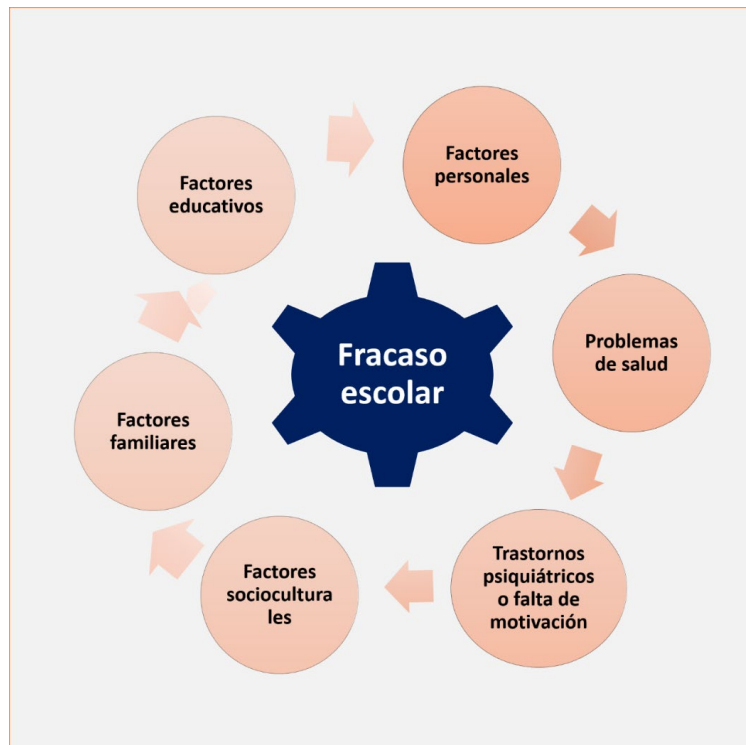 Factores
educativos
Factores
personales
Problemas
de salud
Trastornos
psiquiátricos
o falta de
motivación
Factores
sociocultura
les
Factores
familiares
Fracaso
escolar